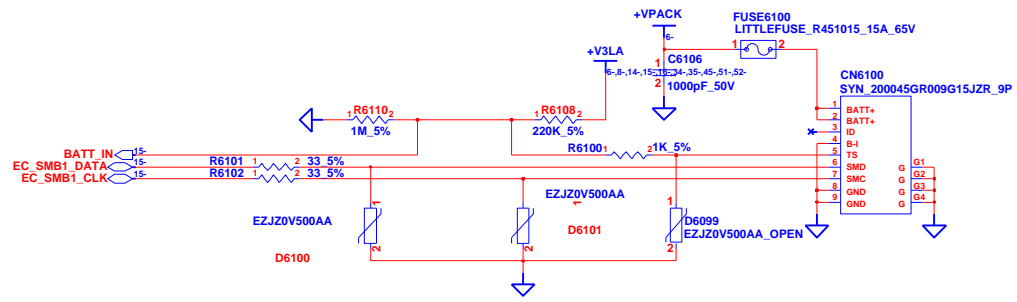 +VPACK
6-
FUSE6100
LITTLEFUSE_R451015_15A_65V
1 2
+V3LA
6-,8-,14-,15-,16-,34-,35-,45-,51-,52-
C6106
1
2
1000pF_50V
CN6100
SYN_200045GR009G15JZR_9P
1 R6110 2
1M_5%
1 R6108 2
220K_5%
R6100 1 2 1K_5%
BATT_IN 15-
EC_SMB1_DATA 15-
EC_SMB1_CLK 15-
R6101 1 2 33_5%
R6102 1 2 33_5%
1 BATT+
2 BATT+
3 ID
4 B-I
5 TS
6 SMD
7 SMC
8 GND
9 GND
G G1
G G2
G G3
G G4
EZJZ0V500AA
1
2
D6100
EZJZ0V500AA
1
1
2
D6101
1
2
D6099
EZJZ0V500AA_OPEN